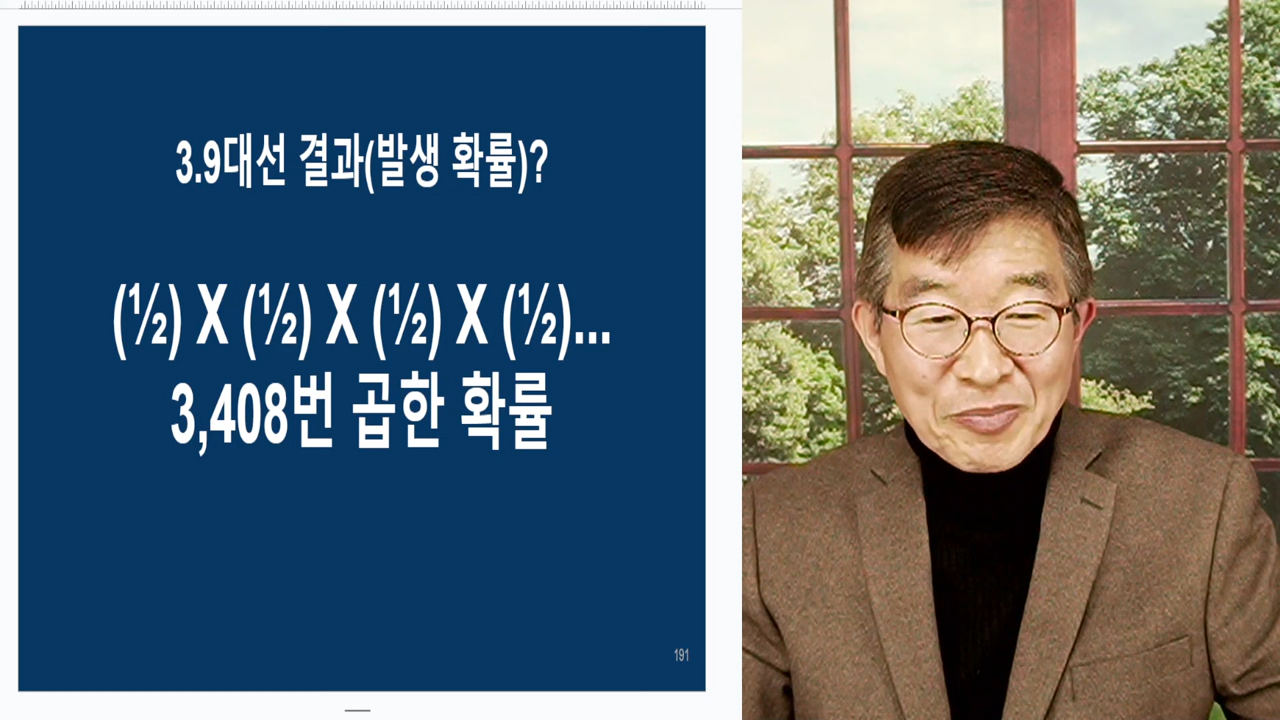 3.9대선 결과(발생 확률)?
(½) X (½) X (½) X (½)...
3,408번 곱한 확률
191